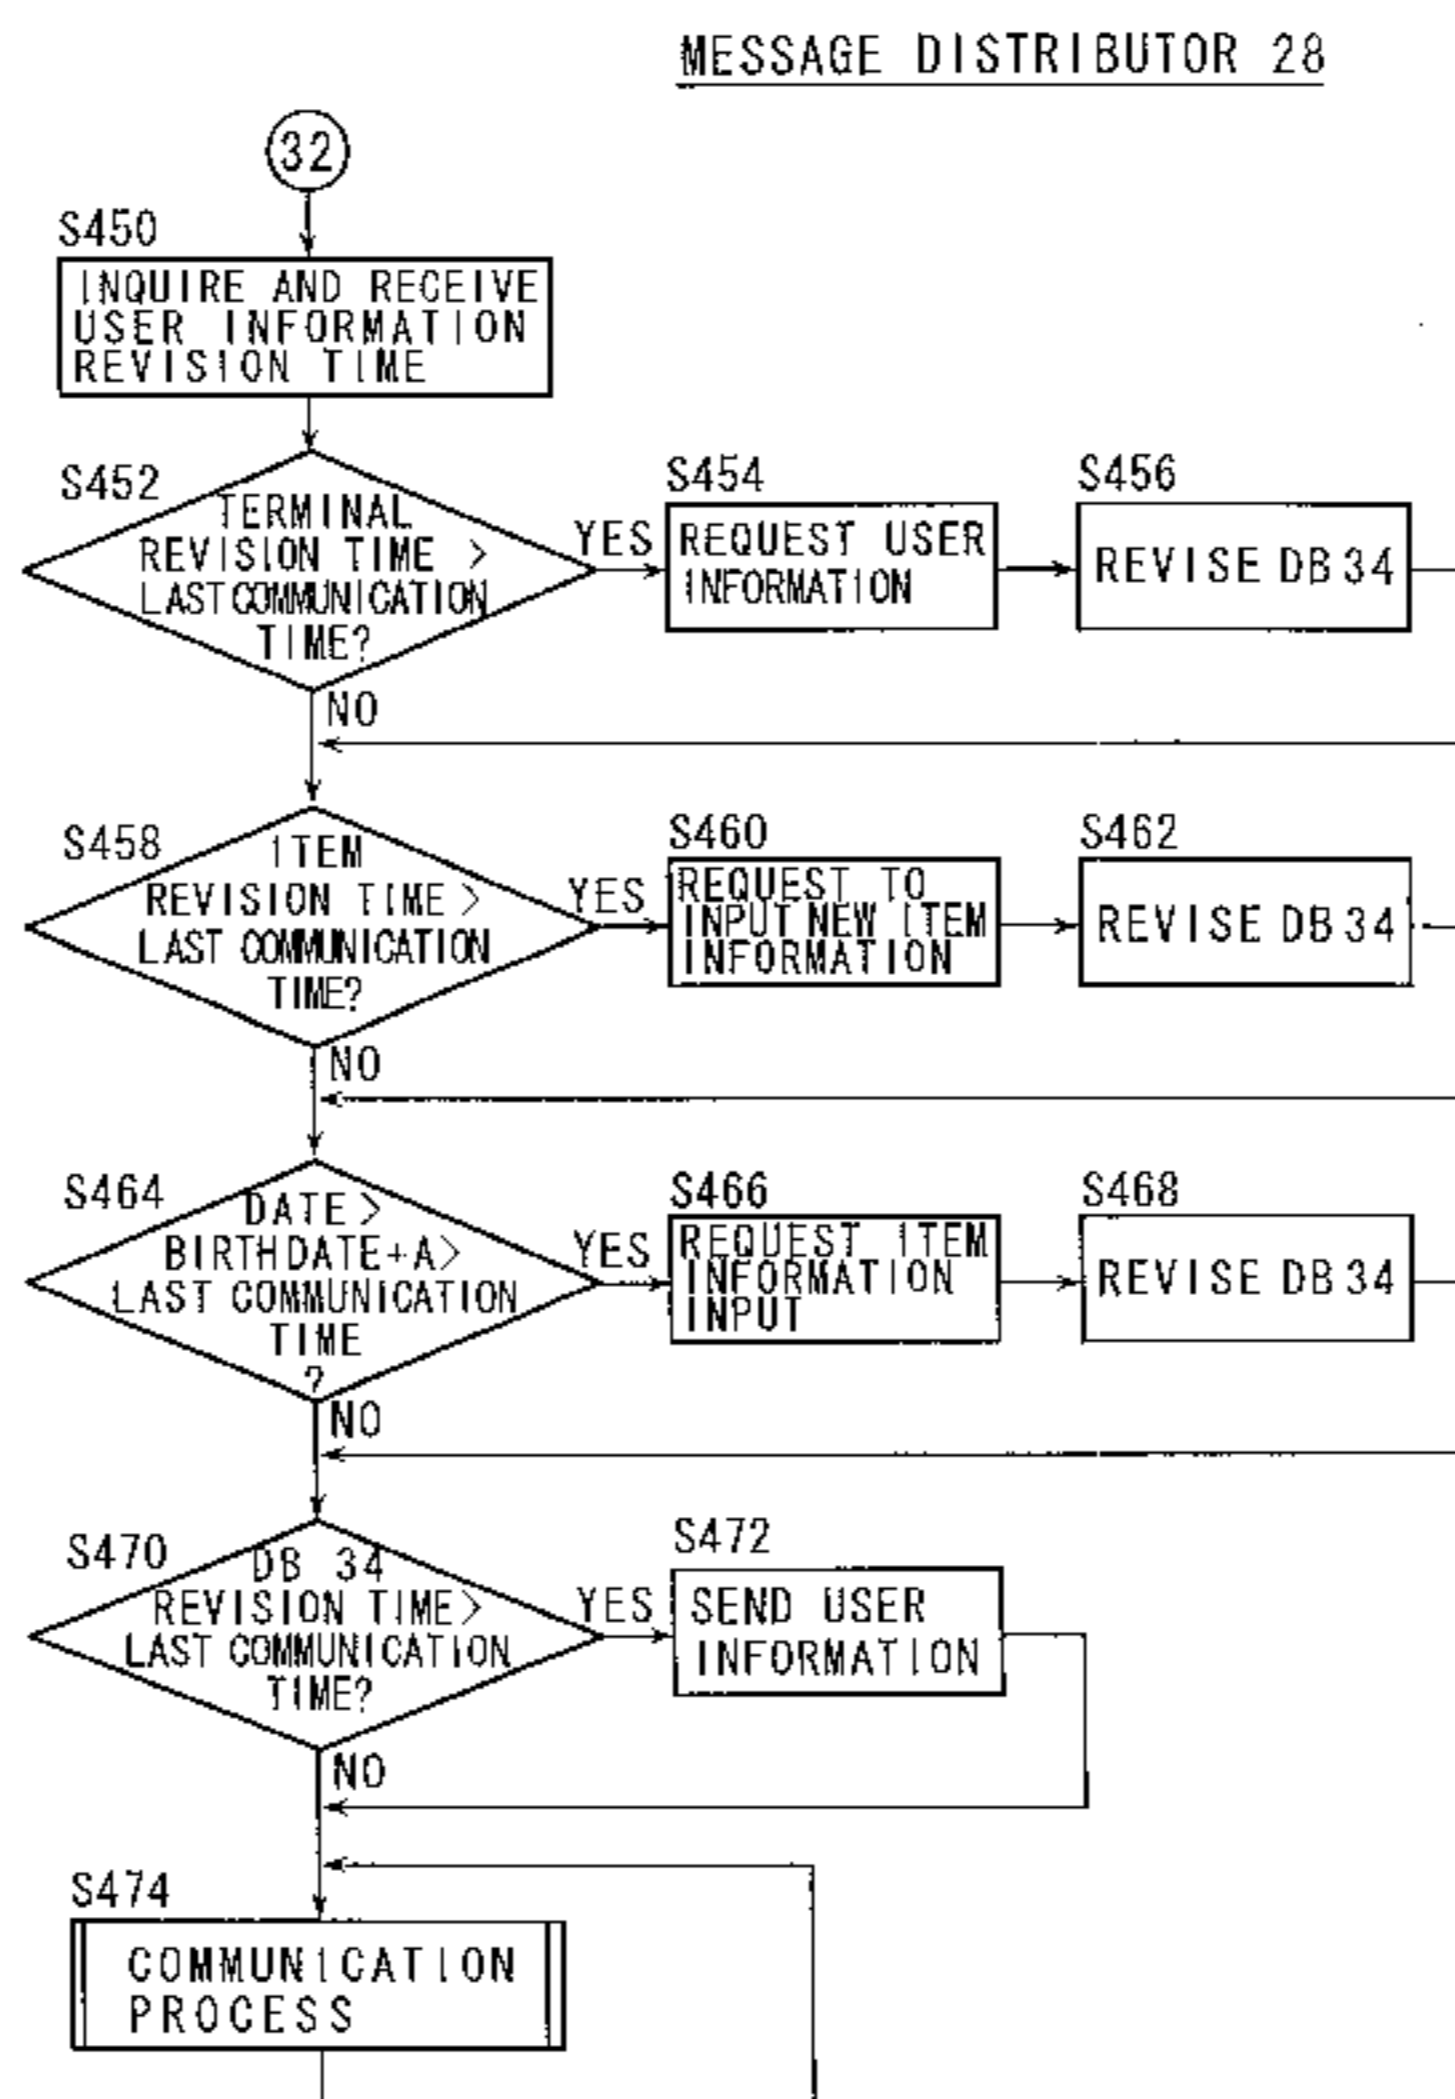 MESSAGE DISTRIBUTOR 28
32
S450
INQUIRE AND RECEIVE
USER INFORMATION
REVISION TIME
S452
TERMINAL
REVISION TIME >
LAST COMMUNICATION
TIME?
YES
NO
S454
REQUEST USER
INFORMATION
S456
REVISE DB 34
S458
ITEM
REVISION TIME >
LAST COMMUNICATION
TIME?
YES
NO
S460
REQUEST TO
INPUT NEW ITEM
INFORMATION
S462
REVISE DB 34
S464
DATE >
BIRTHDATE+A>
LAST COMMUNICATION
TIME
?
YES
NO
S466
REQUEST ITEM
INFORMATION
INPUT
S468
REVISE DB 34
S470
DB 34
REVISION TIME>
LAST COMMUNICATION
TIME?
YES
NO
S472
SEND USER
INFORMATION
S474
COMMUNICATION
PROCESS